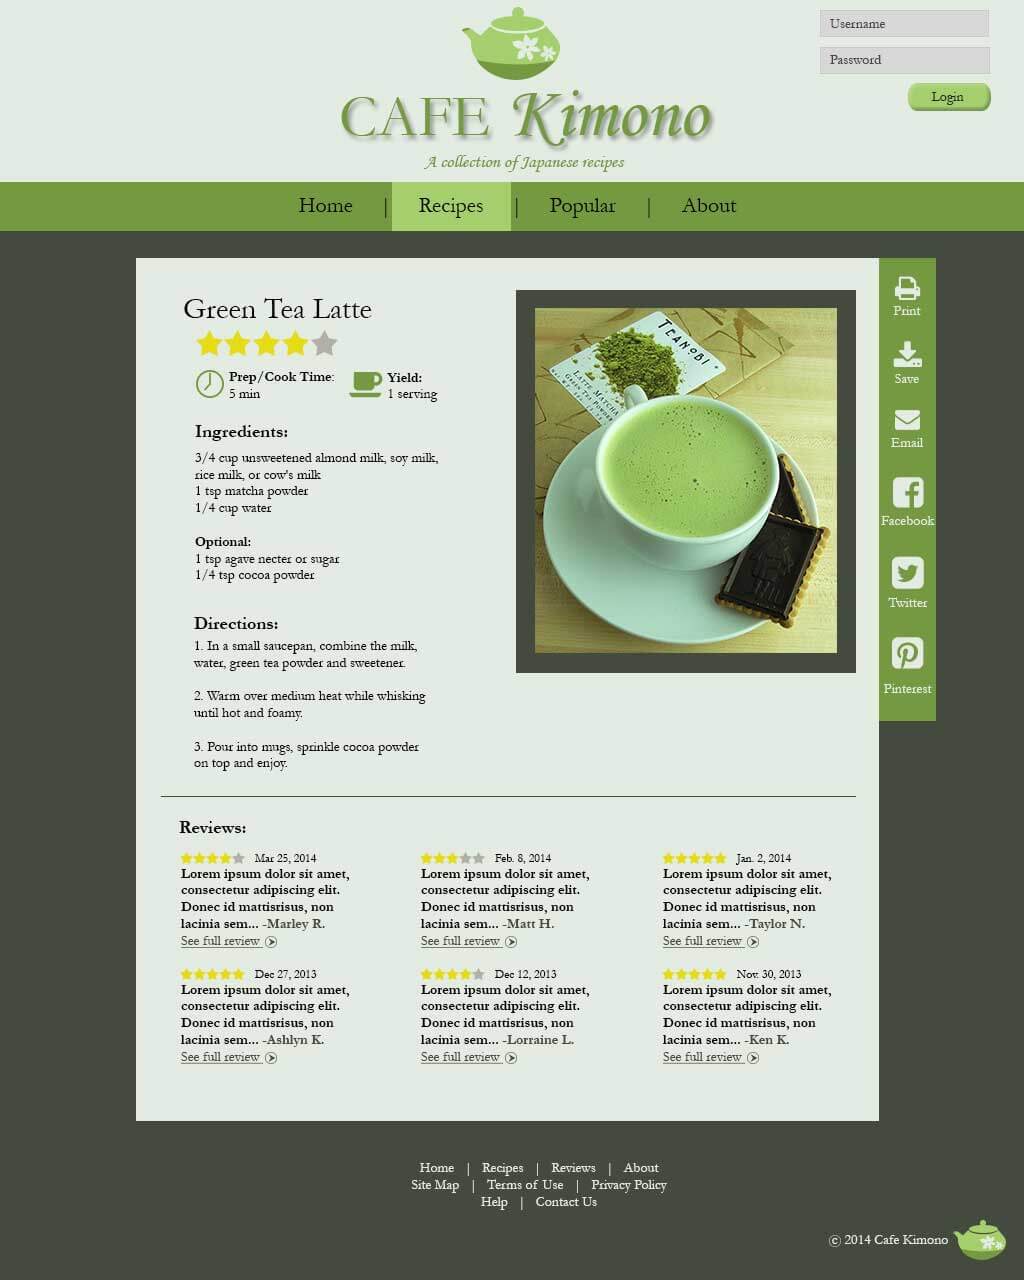 Username
Password
Login
CAFE Kimono
A collection of Japanese recipes
Home | Recipes | Popular | About
Green Tea Latte
Prep/Cook Time:
5 min
Yield:
1 serving
Ingredients:
3/4 cup unsweetened almond milk, soy milk,
rice milk, or cow's milk
1 tsp matcha powder
1/4 cup water
Optional:
1 tsp agave necter or sugar
1/4 tsp cocoa powder
Directions:
1. In a small saucepan, combine the milk,
water, green tea powder and sweetener.
2. Warm over medium heat while whisking
until hot and foamy.
3. Pour into mugs, sprinkle cocoa powder
on top and enjoy.
TEANOBI
LATTE MATCHA
GREEN TEA POWDER
Print
Save
Email
Facebook
Twitter
Pinterest
Reviews:
Mar 25, 2014
Lorem ipsum dolor sit amet,
consectetur adipiscing elit.
Donec id mattisrisus, non
lacinia sem... -Marley R.
See full review
Feb. 8, 2014
Lorem ipsum dolor sit amet,
consectetur adipiscing elit.
Donec id mattisrisus, non
lacinia sem... -Matt H.
See full review
Jan. 2, 2014
Lorem ipsum dolor sit amet,
consectetur adipiscing elit.
Donec id mattisrisus, non
lacinia sem... -Taylor N.
See full review
Dec 27, 2013
Lorem ipsum dolor sit amet,
consectetur adipiscing elit.
Donec id mattisrisus, non
lacinia sem... -Ashlyn K.
See full review
Dec 12, 2013
Lorem ipsum dolor sit amet,
consectetur adipiscing elit.
Donec id mattisrisus, non
lacinia sem... -Lorraine L.
See full review
Nov. 30, 2013
Lorem ipsum dolor sit amet,
consectetur adipiscing elit.
Donec id mattisrisus, non
lacinia sem... -Ken K.
See full review
Home | Recipes | Reviews | About
Site Map | Terms of Use | Privacy Policy
Help | Contact Us
© 2014 Cafe Kimono